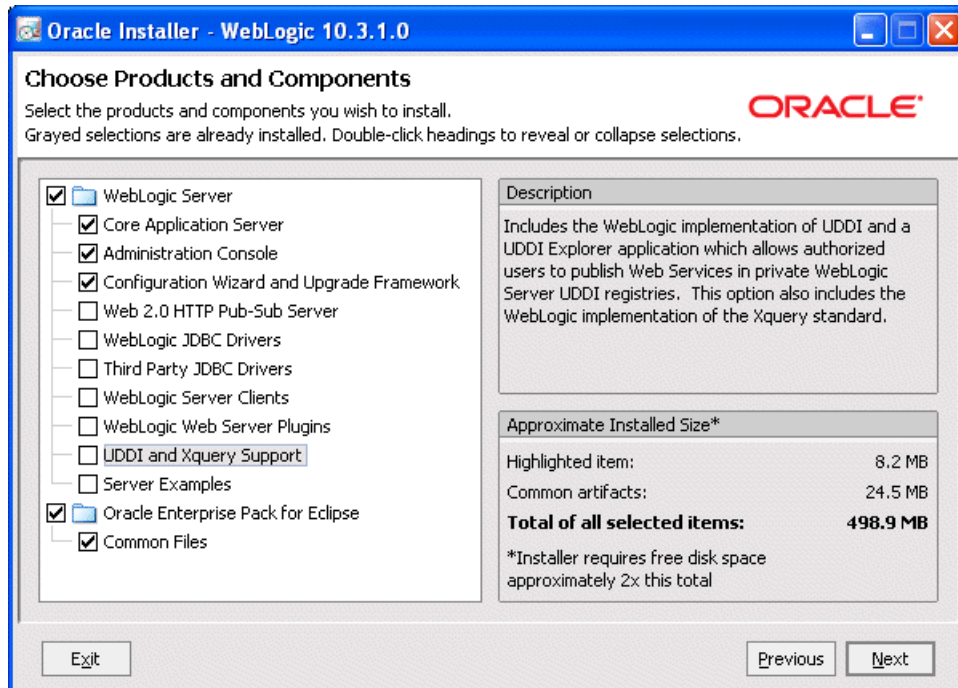 Oracle Installer - WebLogic 10.3.1.0
Choose Products and Components
Select the products and components you wish to install.
Grayed selections are already installed. Double-click headings to reveal or collapse selections.
ORACLE
WebLogic Server
Core Application Server
Administration Console
Configuration Wizard and Upgrade Framework
Web 2.0 HTTP Pub-Sub Server
WebLogic JDBC Drivers
Third Party JDBC Drivers
WebLogic Server Clients
WebLogic Web Server Plugins
UDDI and Xquery Support
Server Examples
Oracle Enterprise Pack for Eclipse
Common Files
Description
Includes the WebLogic implementation of UDDI and a
UDDI Explorer application which allows authorized
users to publish Web Services in private WebLogic
Server UDDI registries. This option also includes the
WebLogic implementation of the Xquery standard.
Approximate Installed Size*
Highlighted item: 8.2 MB
Common artifacts: 24.5 MB
Total of all selected items: 498.9 MB
*Installer requires free disk space
approximately 2x this total
Exit
Previous
Next